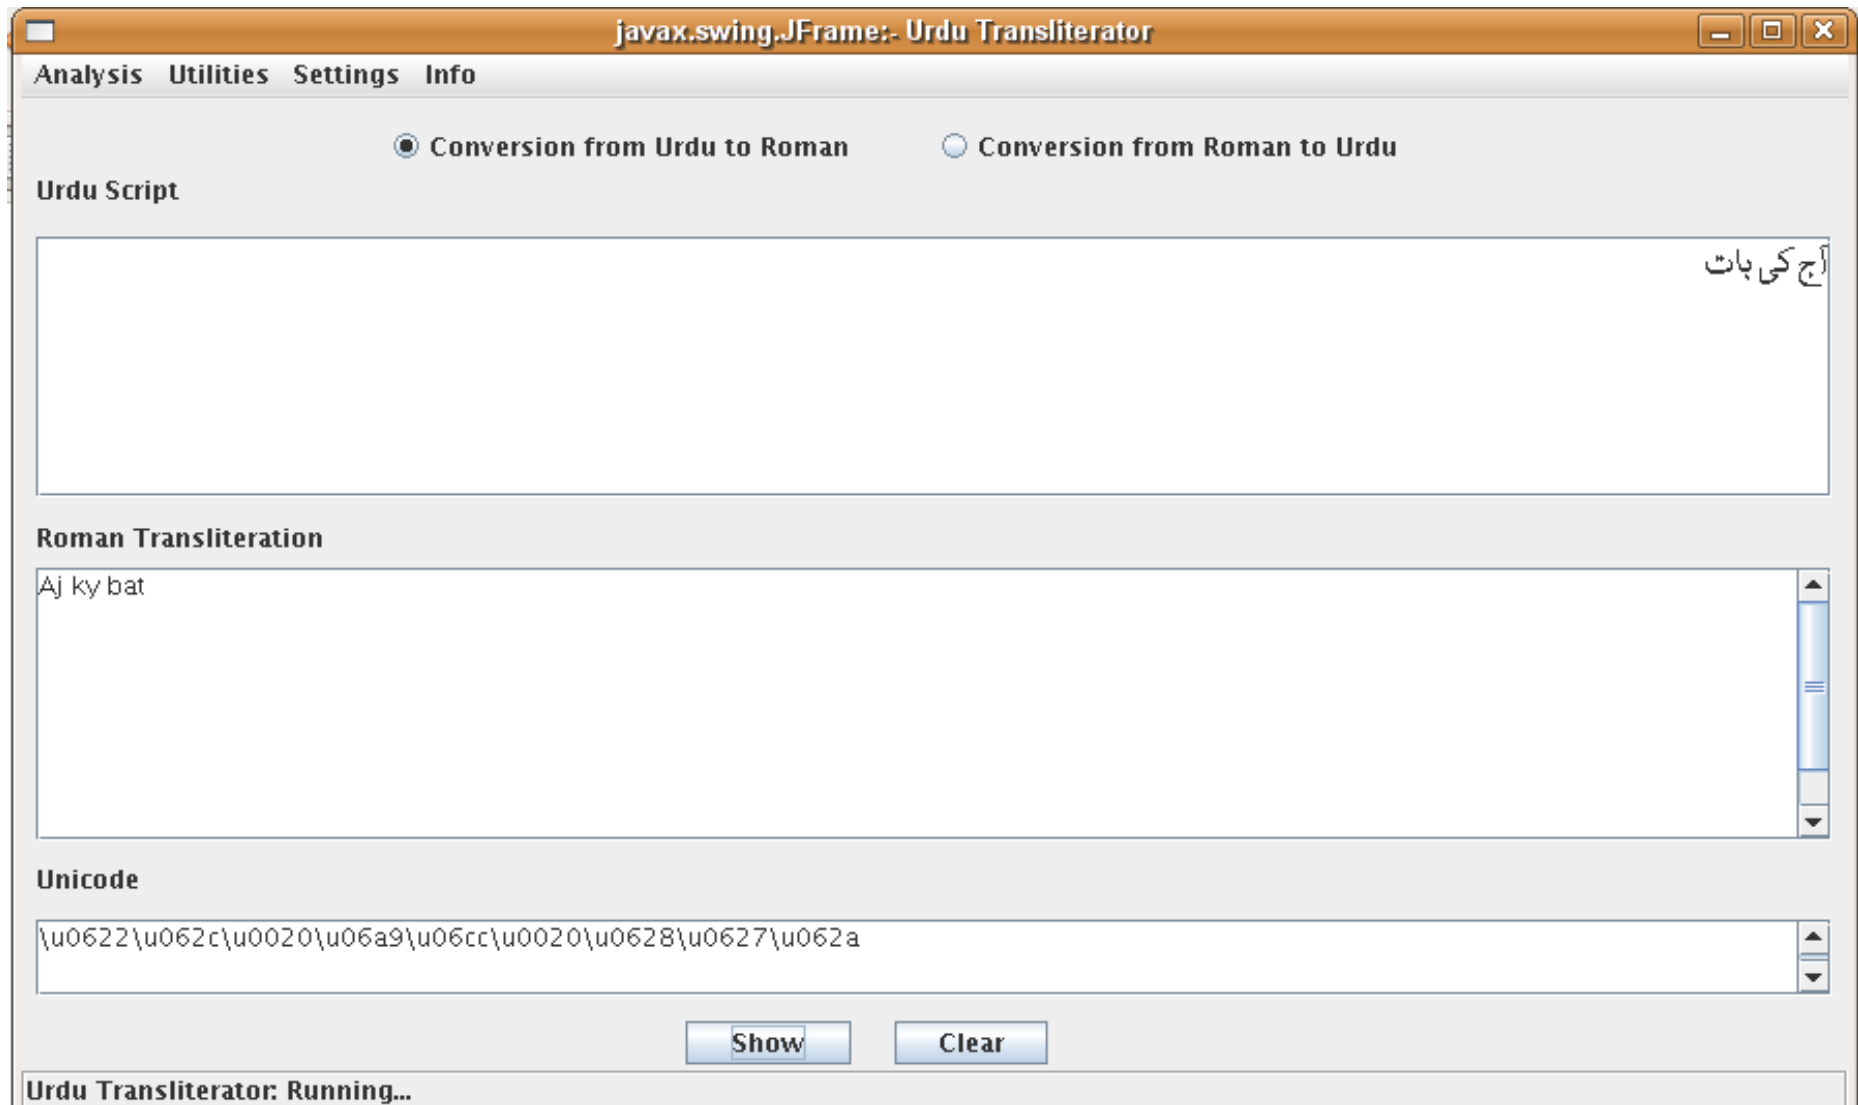 javax.swing.JFrame:- Urdu Transliterator
Analysis Utilities Settings Info
Conversion from Urdu to Roman Conversion from Roman to Urdu
Urdu Script
آج کی بات
Roman Transliteration
Aj ky bat
Unicode
\u0622\u062c\u0020\u06a9\u06cc\u0020\u0628\u0627\u062a
Show Clear
Urdu Transliterator: Running...